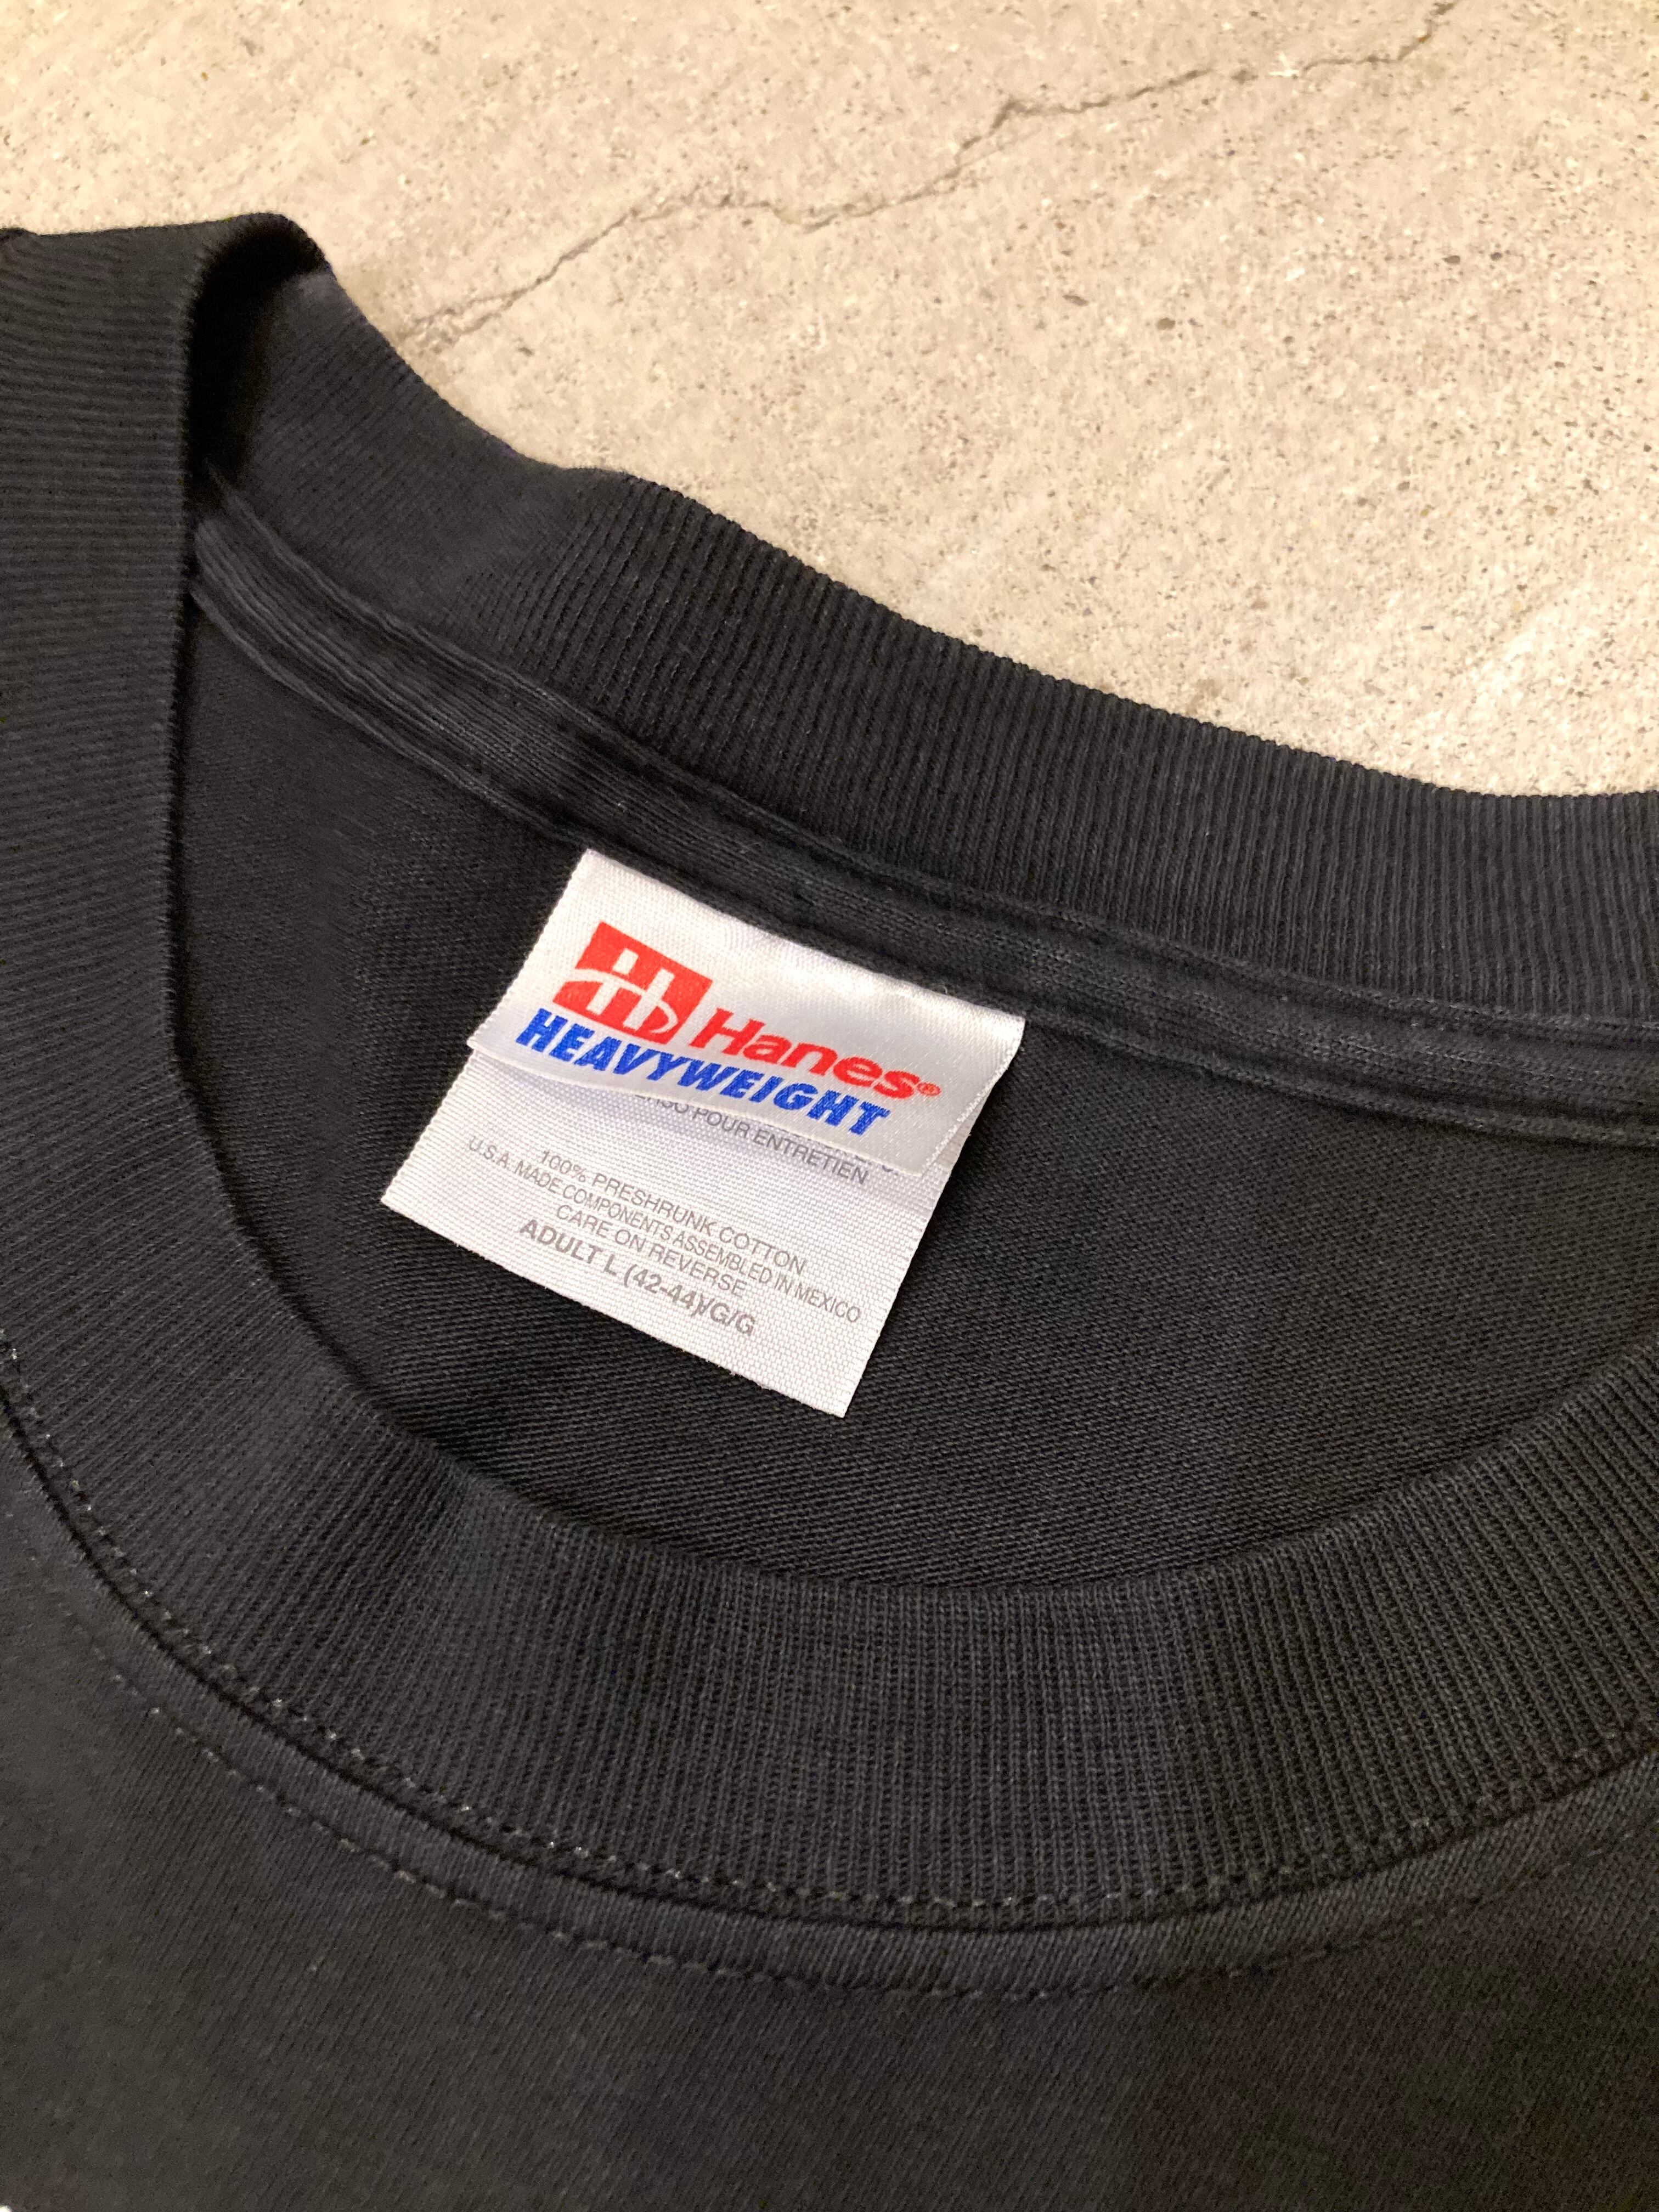 Hanes®
HEAVYWEIGHT
POUR ENTRETIEN
100% PRESHRUNK COTTON
U.S.A. MADE COMPONENTS ASSEMBLED IN MEXICO
CARE ON REVERSE
ADULT L (42-44)/G/G